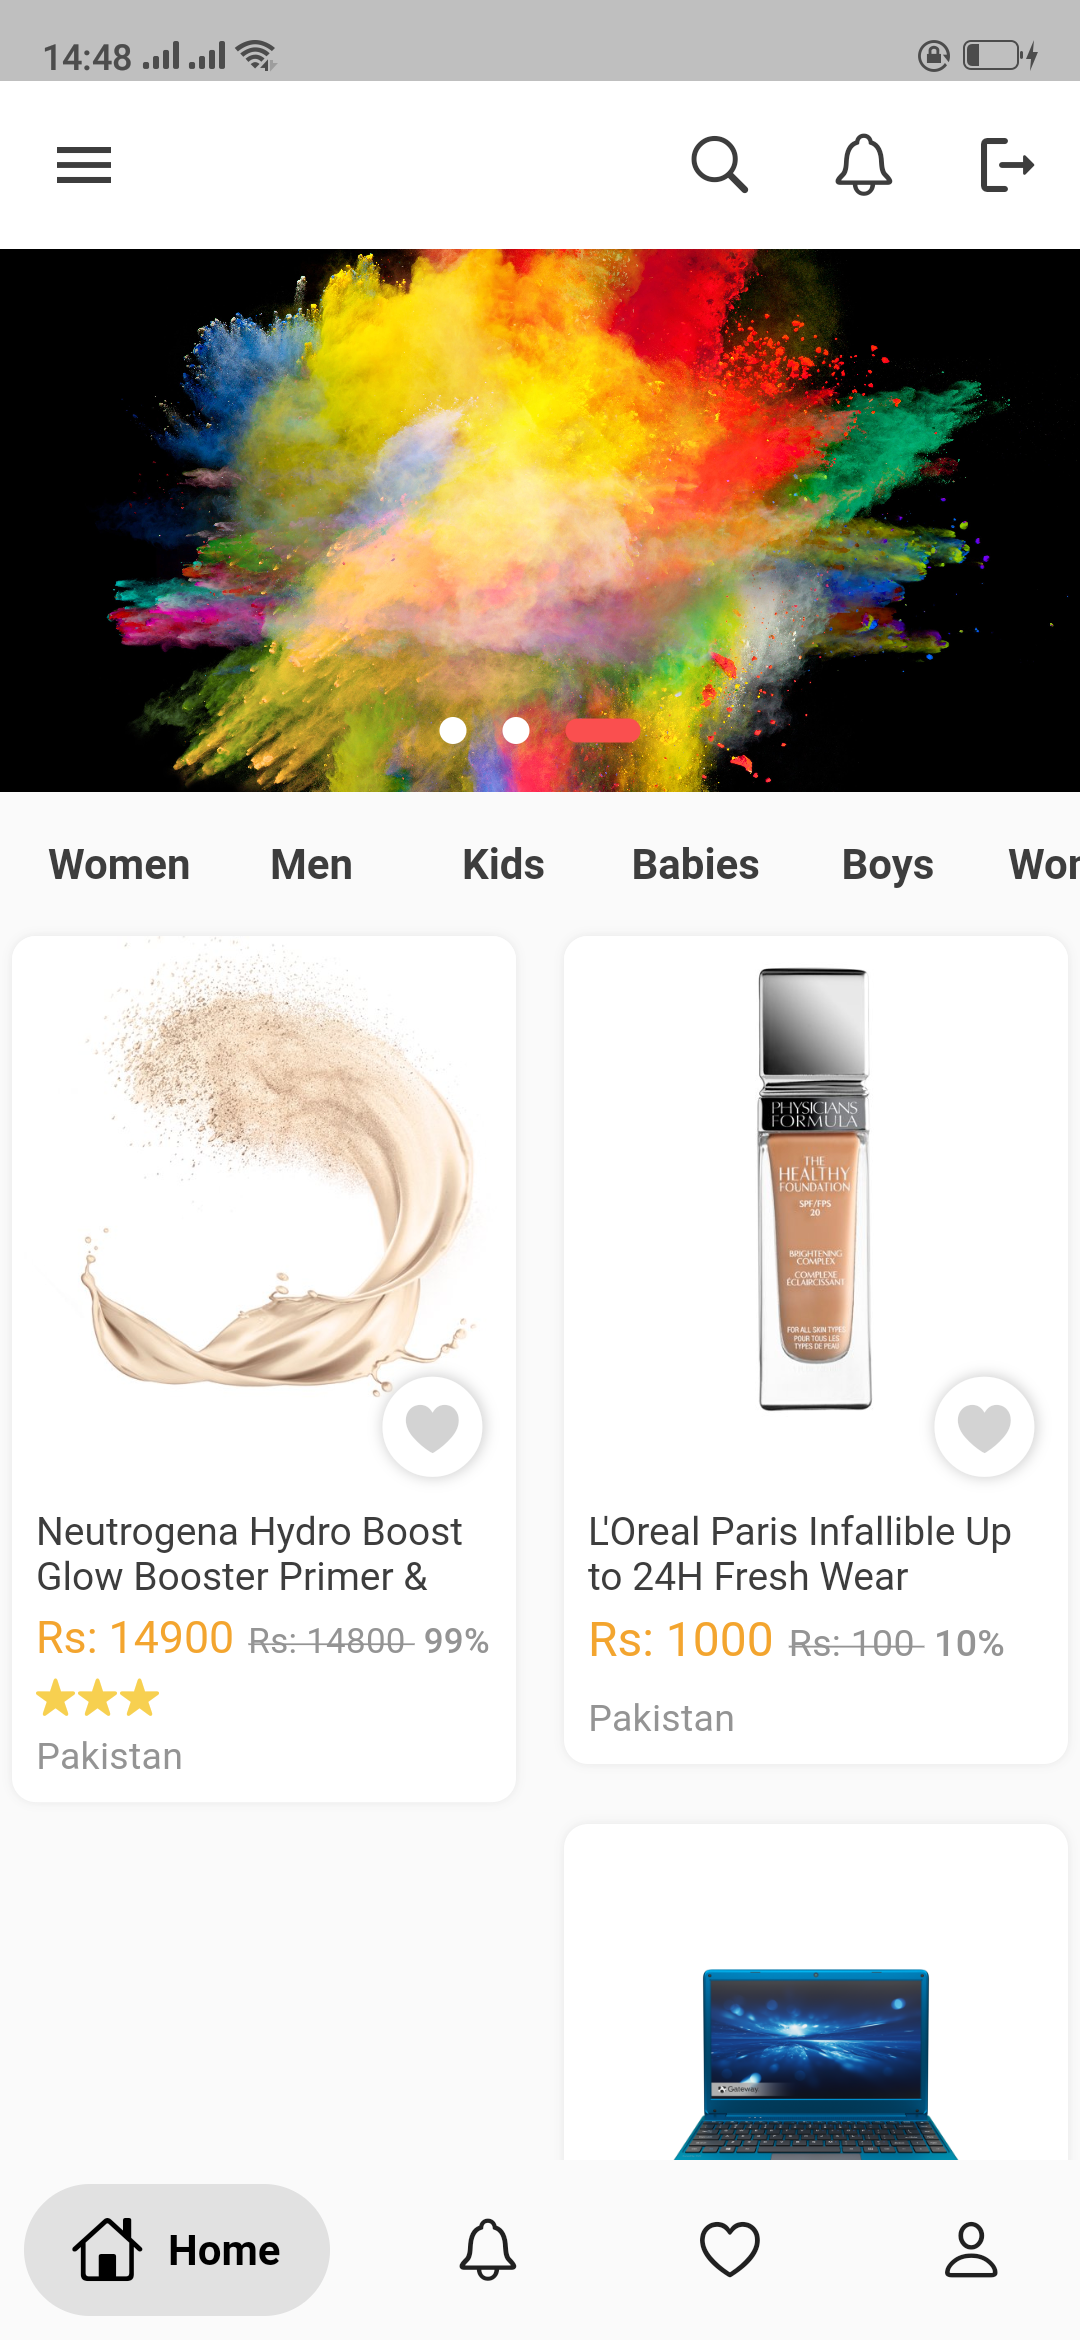 14:48
Women Men Kids Babies Boys Wor
PHYSICIANS
FORMULA
THE
HEALTHY
FOUNDATION
SPF/FPS
20
BRIGHTENING
COMPLEX
COMPLEXE
ÉCLAIRCISSANT
FOR ALL SKIN TYPES
POUR TOUS LES
TYPES DE PEAU
Neutrogena Hydro Boost
Glow Booster Primer &
Rs: 14900 Rs: 14800 99%
Pakistan
L'Oreal Paris Infallible Up
to 24H Fresh Wear
Rs: 1000 Rs: 100 10%
Pakistan
Gateway
Home